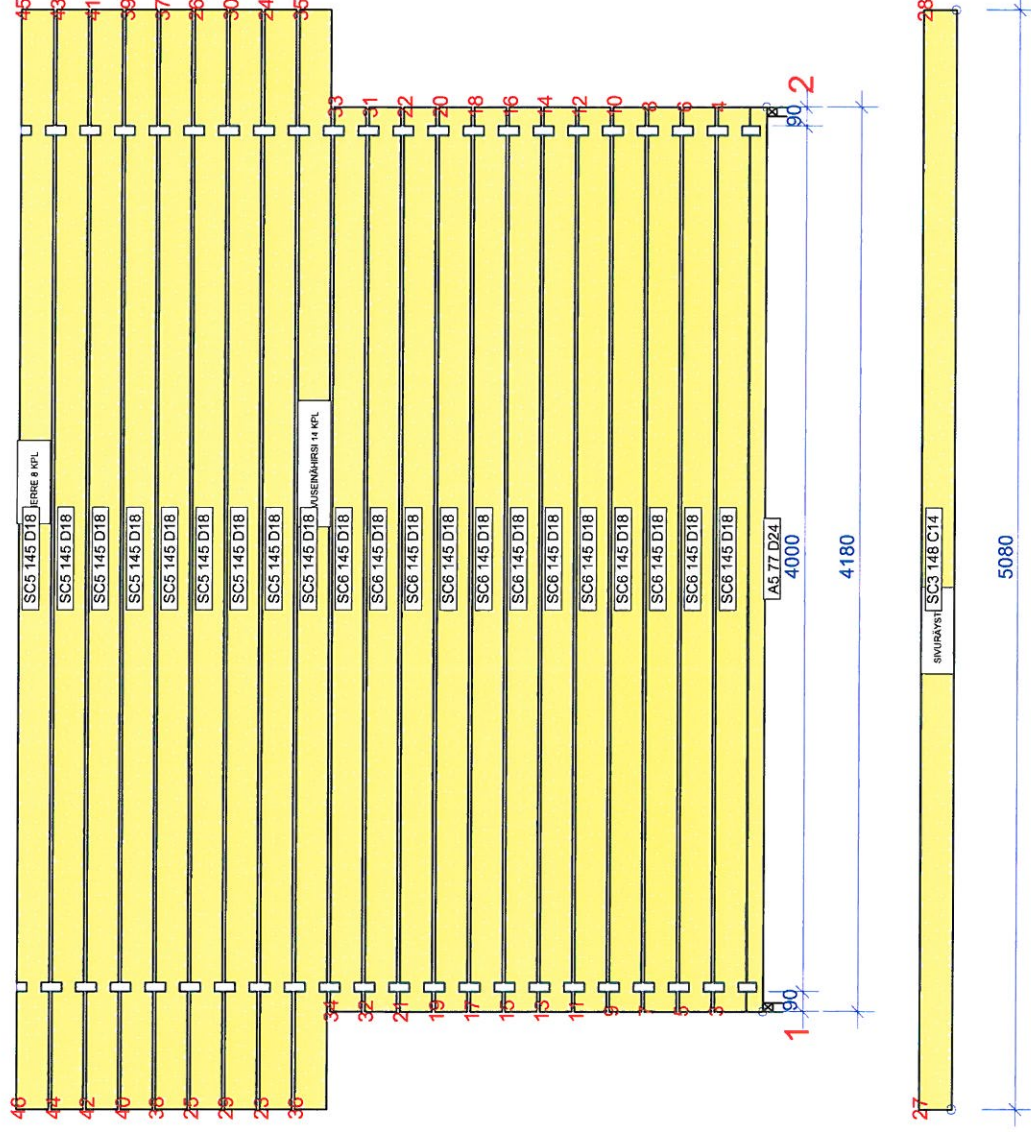 46
SC5 145 D18
ERRE 8 KPL
45
44
SC5 145 D18
43
42
SC5 145 D18
41
40
SC5 145 D18
39
38
SC5 145 D18
37
25
SC5 145 D18
26
29
SC5 145 D18
30
23
SC5 145 D18
24
36
SC5 145 D18
VUSEINÄHIRSI 14 KPL
35
34
SC6 145 D18
33
32
SC6 145 D18
31
21
SC6 145 D18
22
19
SC6 145 D18
20
17
SC6 145 D18
18
15
SC6 145 D18
16
13
SC6 145 D18
14
11
SC6 145 D18
12
9
SC6 145 D18
10
7
SC6 145 D18
8
5
SC6 145 D18
6
3
SC6 145 D18
4
A5 77 D24
1
90
4000
90
2
4180
27
SIVURÄYST
SC3 148 C14
28
5080